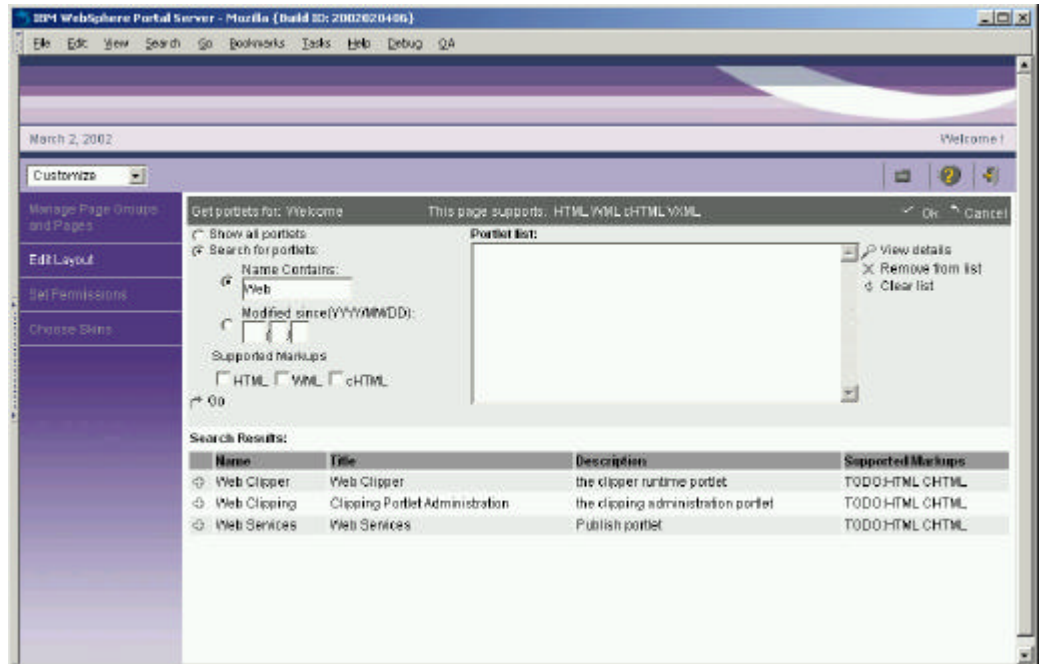 IBM WebSphere Portal Server - Mozilla {Build ID: 2002020406}
File Edit View Search Go Bookmarks Tasks Help Debug QA
March 2, 2002 Welcome !
Customize
Manage Page Groups and Pages
Edit Layout
Set Permissions
Choose Skins
Get portlets for: Welcome This page supports: HTML WML cHTML VXML Ok Cancel
Show all portlets
Search for portlets:
Name Contains:
Web
Modified since(YYYY/MM/DD):
/ /
Supported Markups
HTML WML cHTML
Go
Portlet list:
View details
Remove from list
Clear list
Search Results:
Name Title Description Supported Markups
Web Clipper Web Clipper the clipper runtime portlet TODO:HTML CHTML
Web Clipping Clipping Portlet Administration the clipping administration portlet TODO:HTML CHTML
Web Services Web Services Publish portlet TODO:HTML CHTML